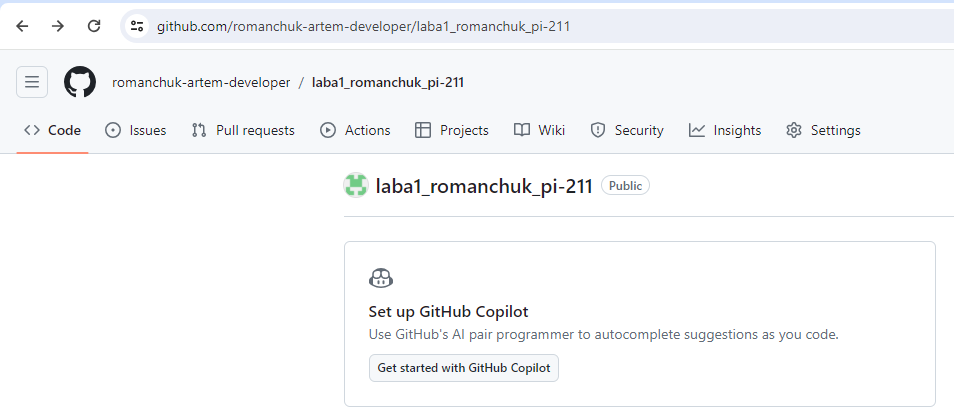 github.com/romanchuk-artem-developer/laba1_romanchuk_pi-211
romanchuk-artem-developer / laba1_romanchuk_pi-211
Code Issues Pull requests Actions Projects Wiki Security Insights Settings
laba1_romanchuk_pi-211 Public
Set up GitHub Copilot
Use GitHub's AI pair programmer to autocomplete suggestions as you code.
Get started with GitHub Copilot